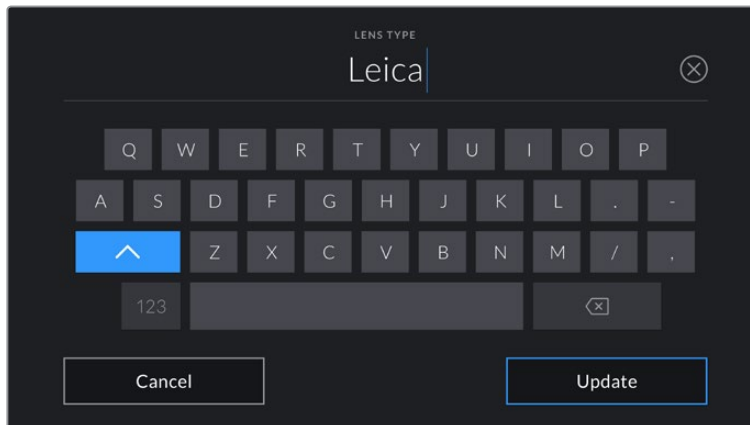 LENS TYPE
Leica
Q W E R T Y U I O P
A S D F G H J K L . -
Z X C V B N M / ,
123
Cancel Update